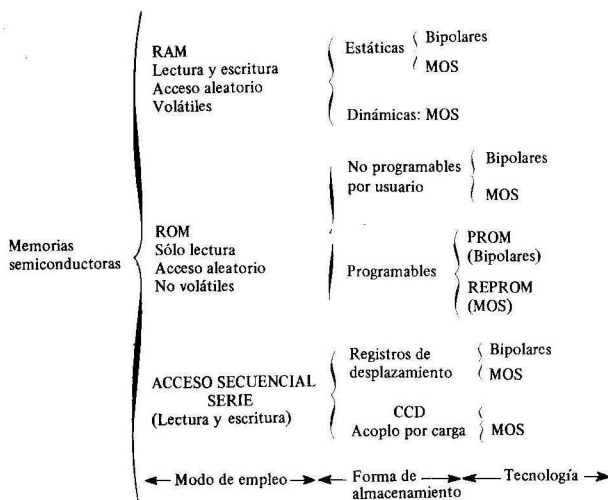 Memorias
semiconductoras
RAM
Lectura y escritura
Acceso aleatorio
Volátiles
Estáticas
Bipolares
MOS
Dinámicas: MOS
ROM
Sólo lectura
Acceso aleatorio
No volátiles
No programables
por usuario
Bipolares
MOS
Programables
PROM
(Bipolares)
REPROM
(MOS)
ACCESO SECUENCIAL
SERIE
(Lectura y escritura)
Registros de
desplazamiento
Bipolares
MOS
CCD
Acoplo por carga
MOS
Modo de empleo
Forma de
almacenamiento
Tecnología